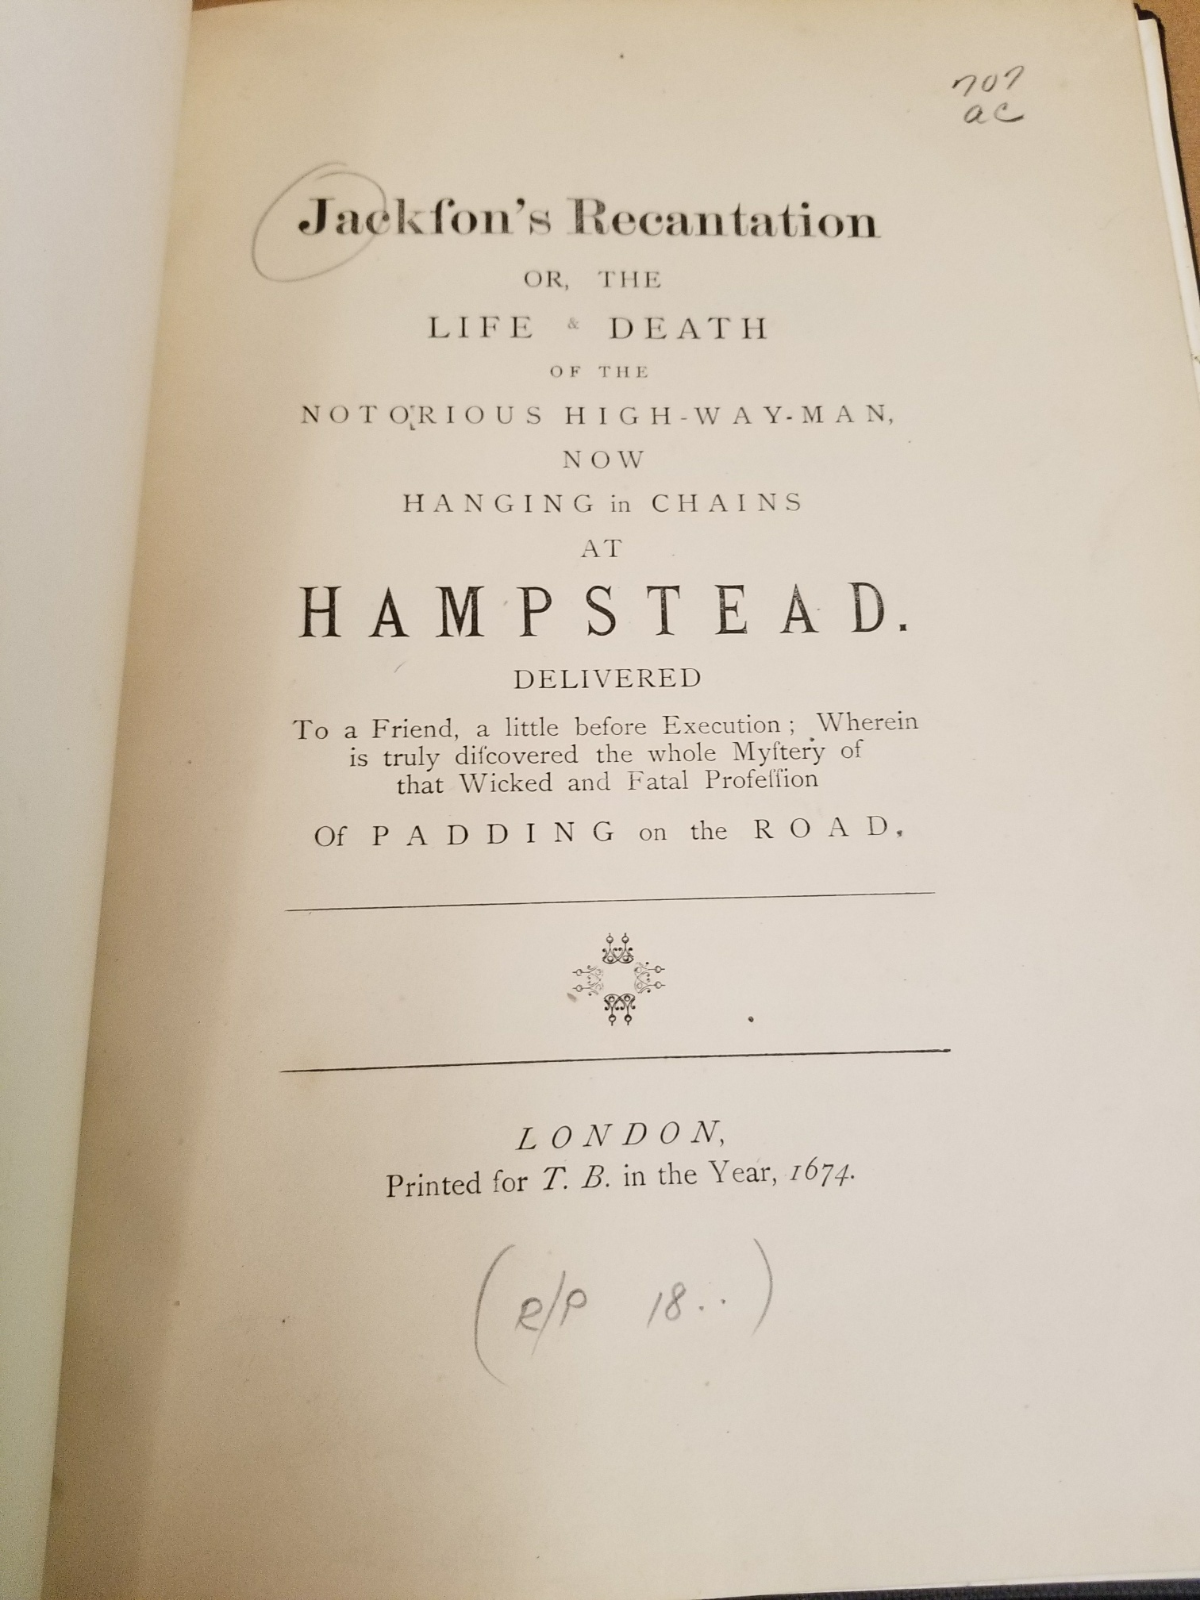 707
ac
Jackſon's Recantation
OR, THE
LIFE & DEATH
OF THE
NOTORIOUS HIGH-WAY-MAN,
NOW
HANGING in CHAINS
AT
HAMPSTEAD.
DELIVERED
To a Friend, a little before Execution; Wherein
is truly diſcovered the whole Myſtery of
that Wicked and Fatal Profeſſion
Of PADDING on the ROAD.
LONDON,
Printed for T. B. in the Year, 1674.
(R/P 18..)